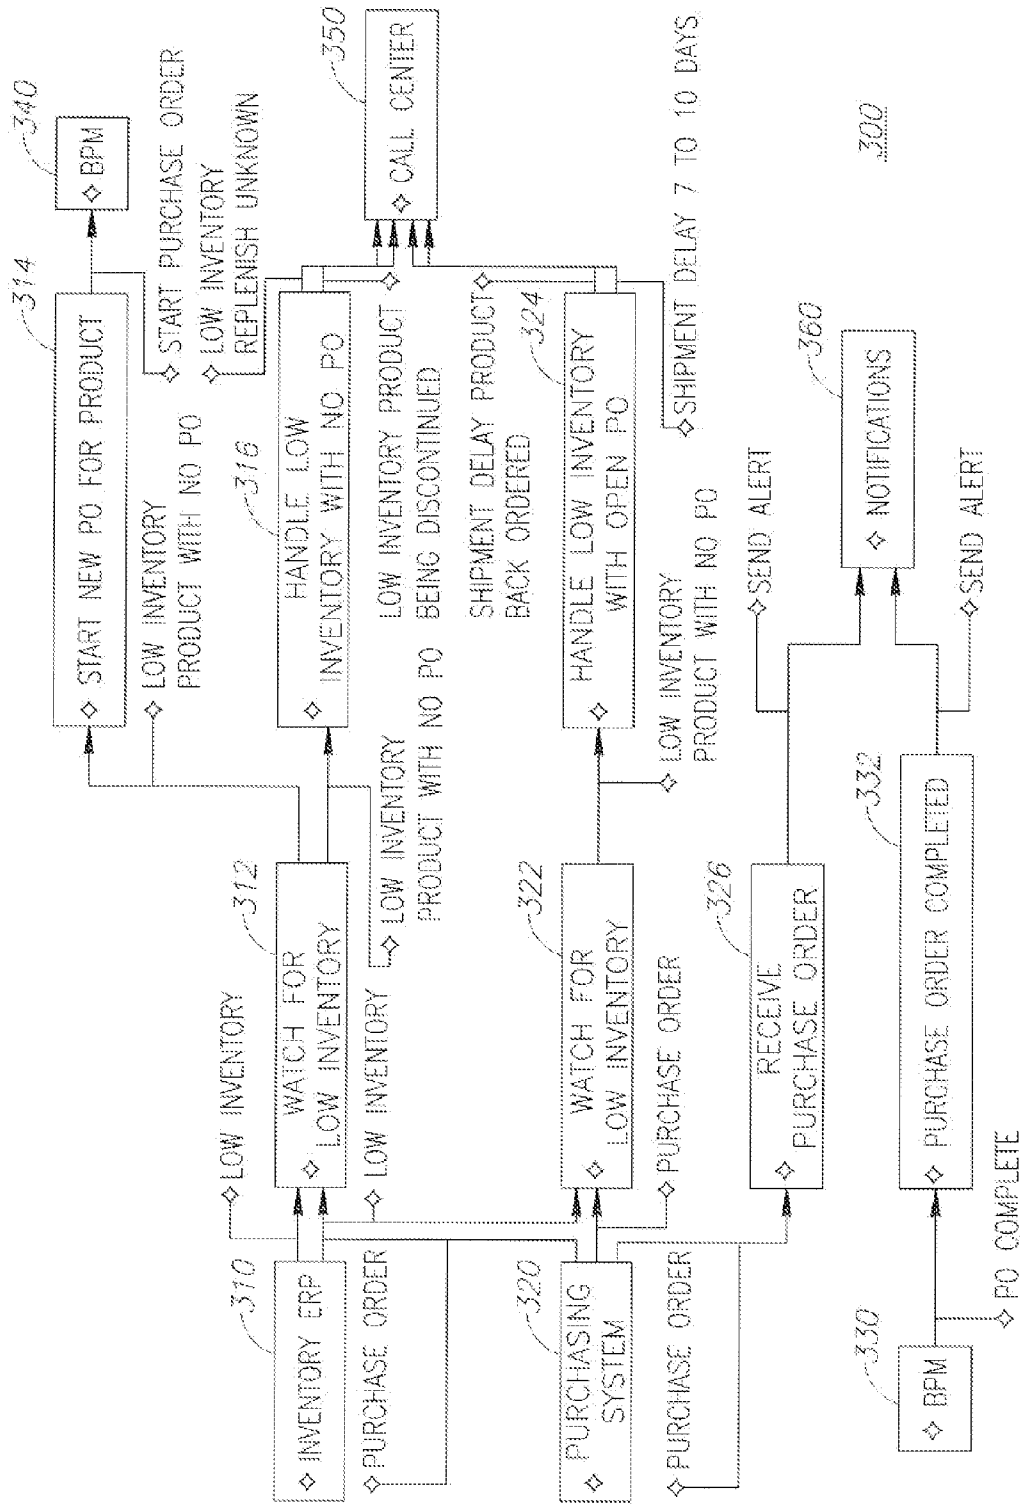 314
START NEW PO FOR PRODUCT
340
BPM
START PURCHASE ORDER
LOW INVENTORY
PRODUCT WITH NO PO
LOW INVENTORY
REPLENISH UNKNOWN
310
INVENTORY ERP
LOW INVENTORY
312
WATCH FOR
LOW INVENTORY
316
HANDLE LOW
INVENTORY WITH NO PO
350
CALL CENTER
PURCHASE ORDER
LOW INVENTORY
LOW INVENTORY
PRODUCT WITH NO PO
LOW INVENTORY PRODUCT
BEING DISCONTINUED
SHIPMENT DELAY PRODUCT
BACK ORDERED
320
PURCHASING
SYSTEM
322
WATCH FOR
LOW INVENTORY
324
HANDLE LOW INVENTORY
WITH OPEN PO
PURCHASE ORDER
PURCHASE ORDER
LOW INVENTORY
PRODUCT WITH NO PO
SHIPMENT DELAY 7 TO 10 DAYS
326
RECEIVE
PURCHASE ORDER
SEND ALERT
360
NOTIFICATIONS
330
BPM
332
PURCHASE ORDER COMPLETED
SEND ALERT
PO COMPLETE
300